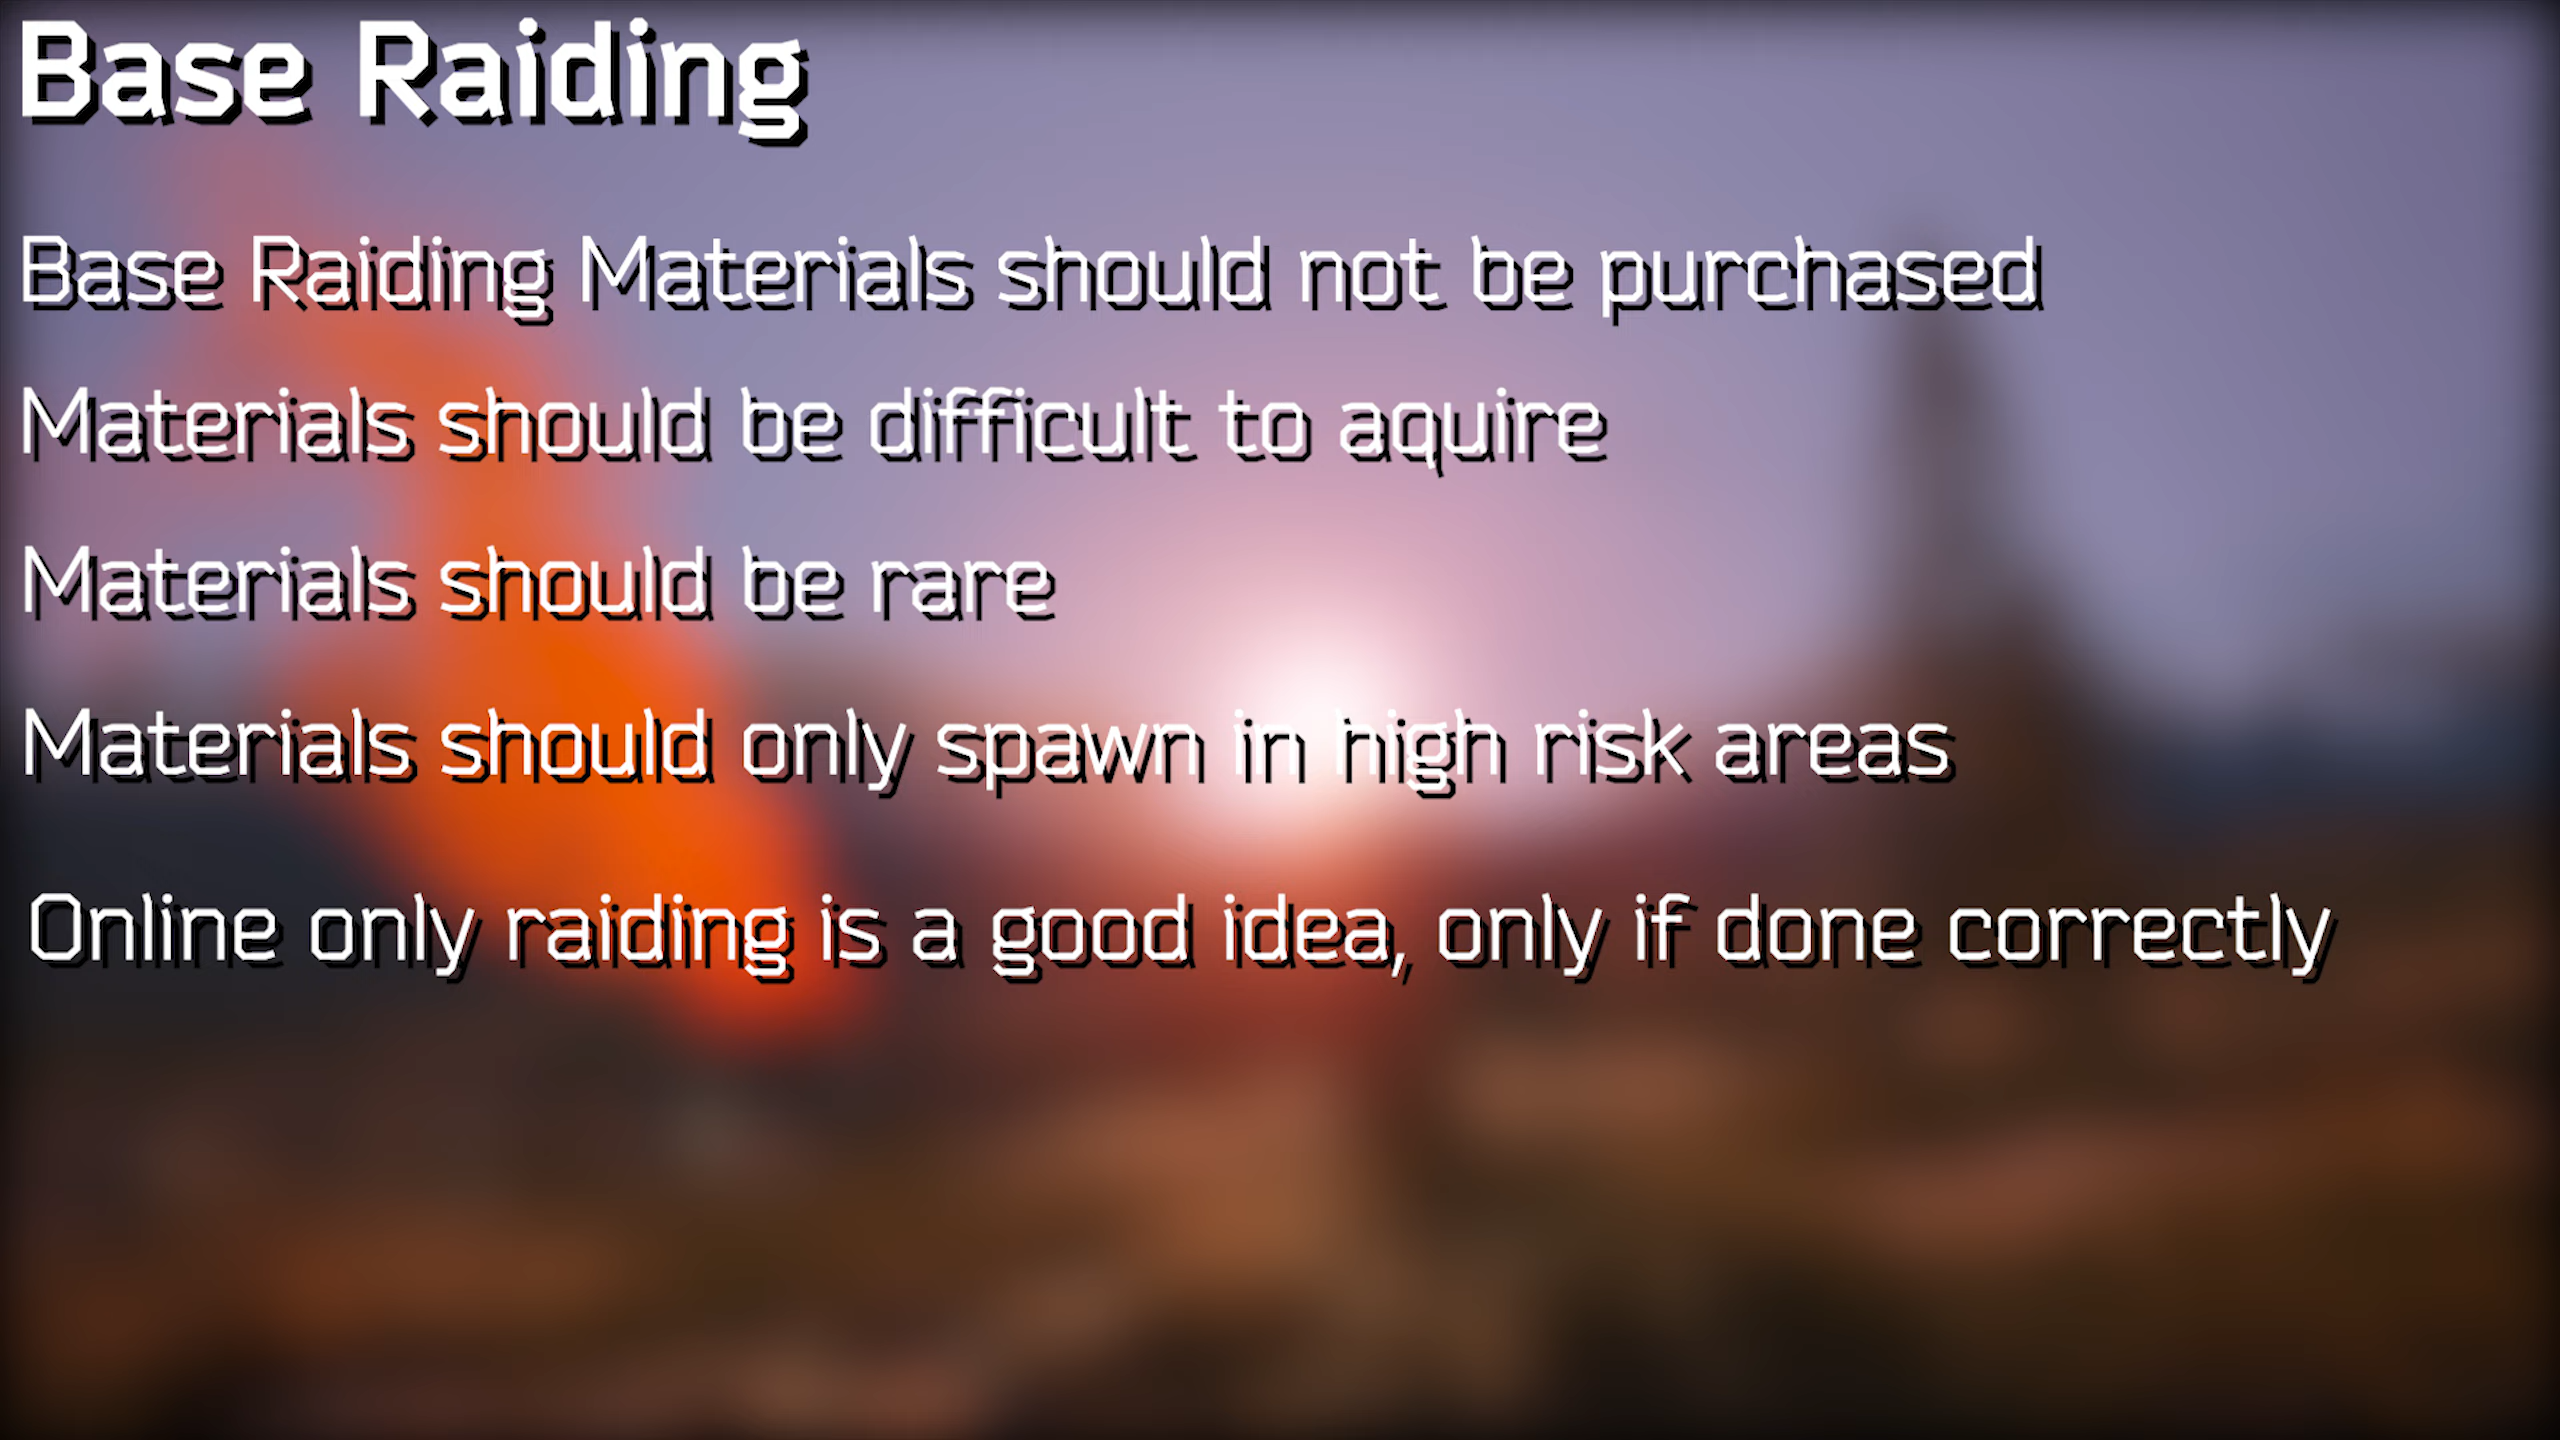 Base Raiding
Base Raiding Materials should not be purchased
Materials should be difficult to aquire
Materials should be rare
Materials should only spawn in high risk areas
Online only raiding is a good idea, only if done correctly